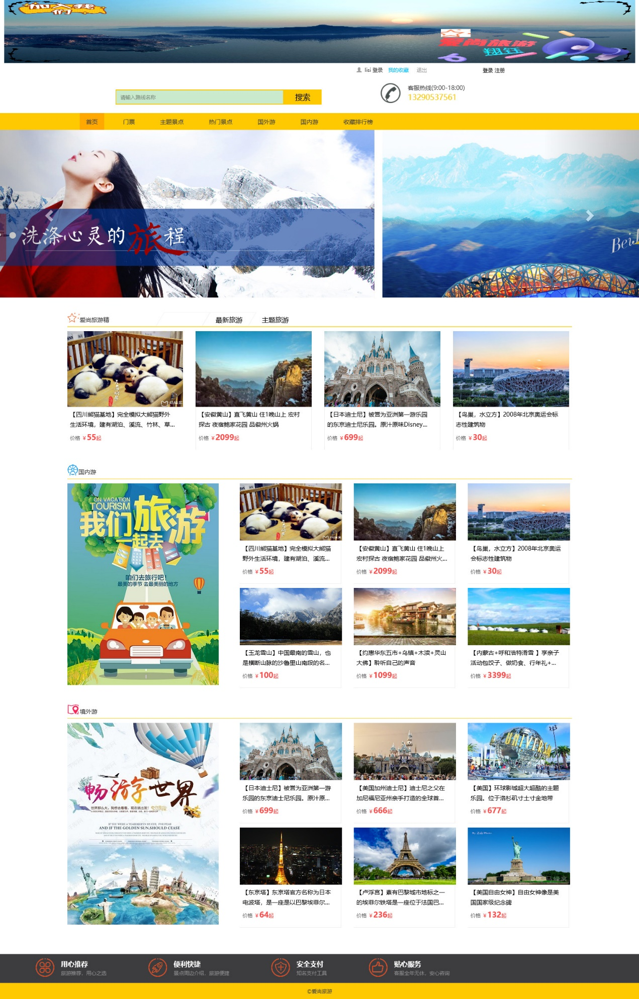 加入我们
爱尚旅游
翔钰
lisi 登录 我的收藏 退出 登录 注册
请输入路线名称 搜索
客服热线(9:00-18:00)
13290537561
首页 门票 主题景点 热门景点 国外游 国内游 收藏排行榜
洗涤心灵的旅程
爱尚旅游精 最新旅游 主题旅游
【四川熊猫基地】完全模拟大熊猫野外
生活环境，建有湖泊、溪流、竹林、草...
价格 ¥55起
【安徽黄山】直飞黄山 住1晚山上 宏村
探古 夜宿鲍家花园 品徽州火锅
价格 ¥2099起
【日本迪士尼】被誉为亚洲第一游乐园
的东京迪士尼乐园。原汁原味Disney...
价格 ¥699起
【鸟巢，水立方】2008年北京奥运会标
志性建筑物
价格 ¥30起
国内游
ON VACATION
TOURISM
我们旅游
一起去
咱们去旅行吧！
最美的季节 去最美丽的地方
【四川熊猫基地】完全模拟大熊猫
野外生活环境，建有湖泊、溪流...
价格 ¥55起
【安徽黄山】直飞黄山 住1晚山上
宏村探古 夜宿鲍家花园 品徽州火...
价格 ¥2099起
【鸟巢，水立方】2008年北京奥运
会标志性建筑物
价格 ¥30起
【玉龙雪山】中国最南的雪山，也
是横断山脉的沙鲁里山南段的名...
价格 ¥100起
【约惠华东五市+乌镇+木渎+灵山
大佛】聆听自己的声音
价格 ¥1099起
【内蒙古+呼和浩特滑雪 】享亲子
活动包饺子、做奶食、行年礼+...
价格 ¥3399起
境外游
畅游世界
世界那么大，我想去看看，现在就出发！
IF YOU WERE A TEARDROP;IN MY EYE, FOR FEAR
AND IF THE GOLDEN SUN,SHOULD CEASE
【日本迪士尼】被誉为亚洲第一游
乐园的东京迪士尼乐园。原汁原...
价格 ¥699起
UNIVERSA
【美国加州迪士尼】迪士尼之父在
加尼福尼亚州亲手打造的全球首...
价格 ¥666起
【美国】环球影城超大超酷的主题
乐园。位于洛杉矶寸土寸金地带
价格 ¥677起
【东京塔】东京塔官方名称为日本
电波塔，是一座是以巴黎埃菲尔...
价格 ¥64起
【卢浮宫】素有巴黎城市地标之一
的埃菲尔铁塔是一座位于法国巴...
价格 ¥236起
【美国自由女神】自由女神像是美
国国家级纪念碑
价格 ¥132起
用心推荐
旅游推荐，用心之选
便利快捷
景点周边介绍，旅游便捷
安全支付
知名支付工具
贴心服务
客服全年无休，安心咨询
©爱尚旅游